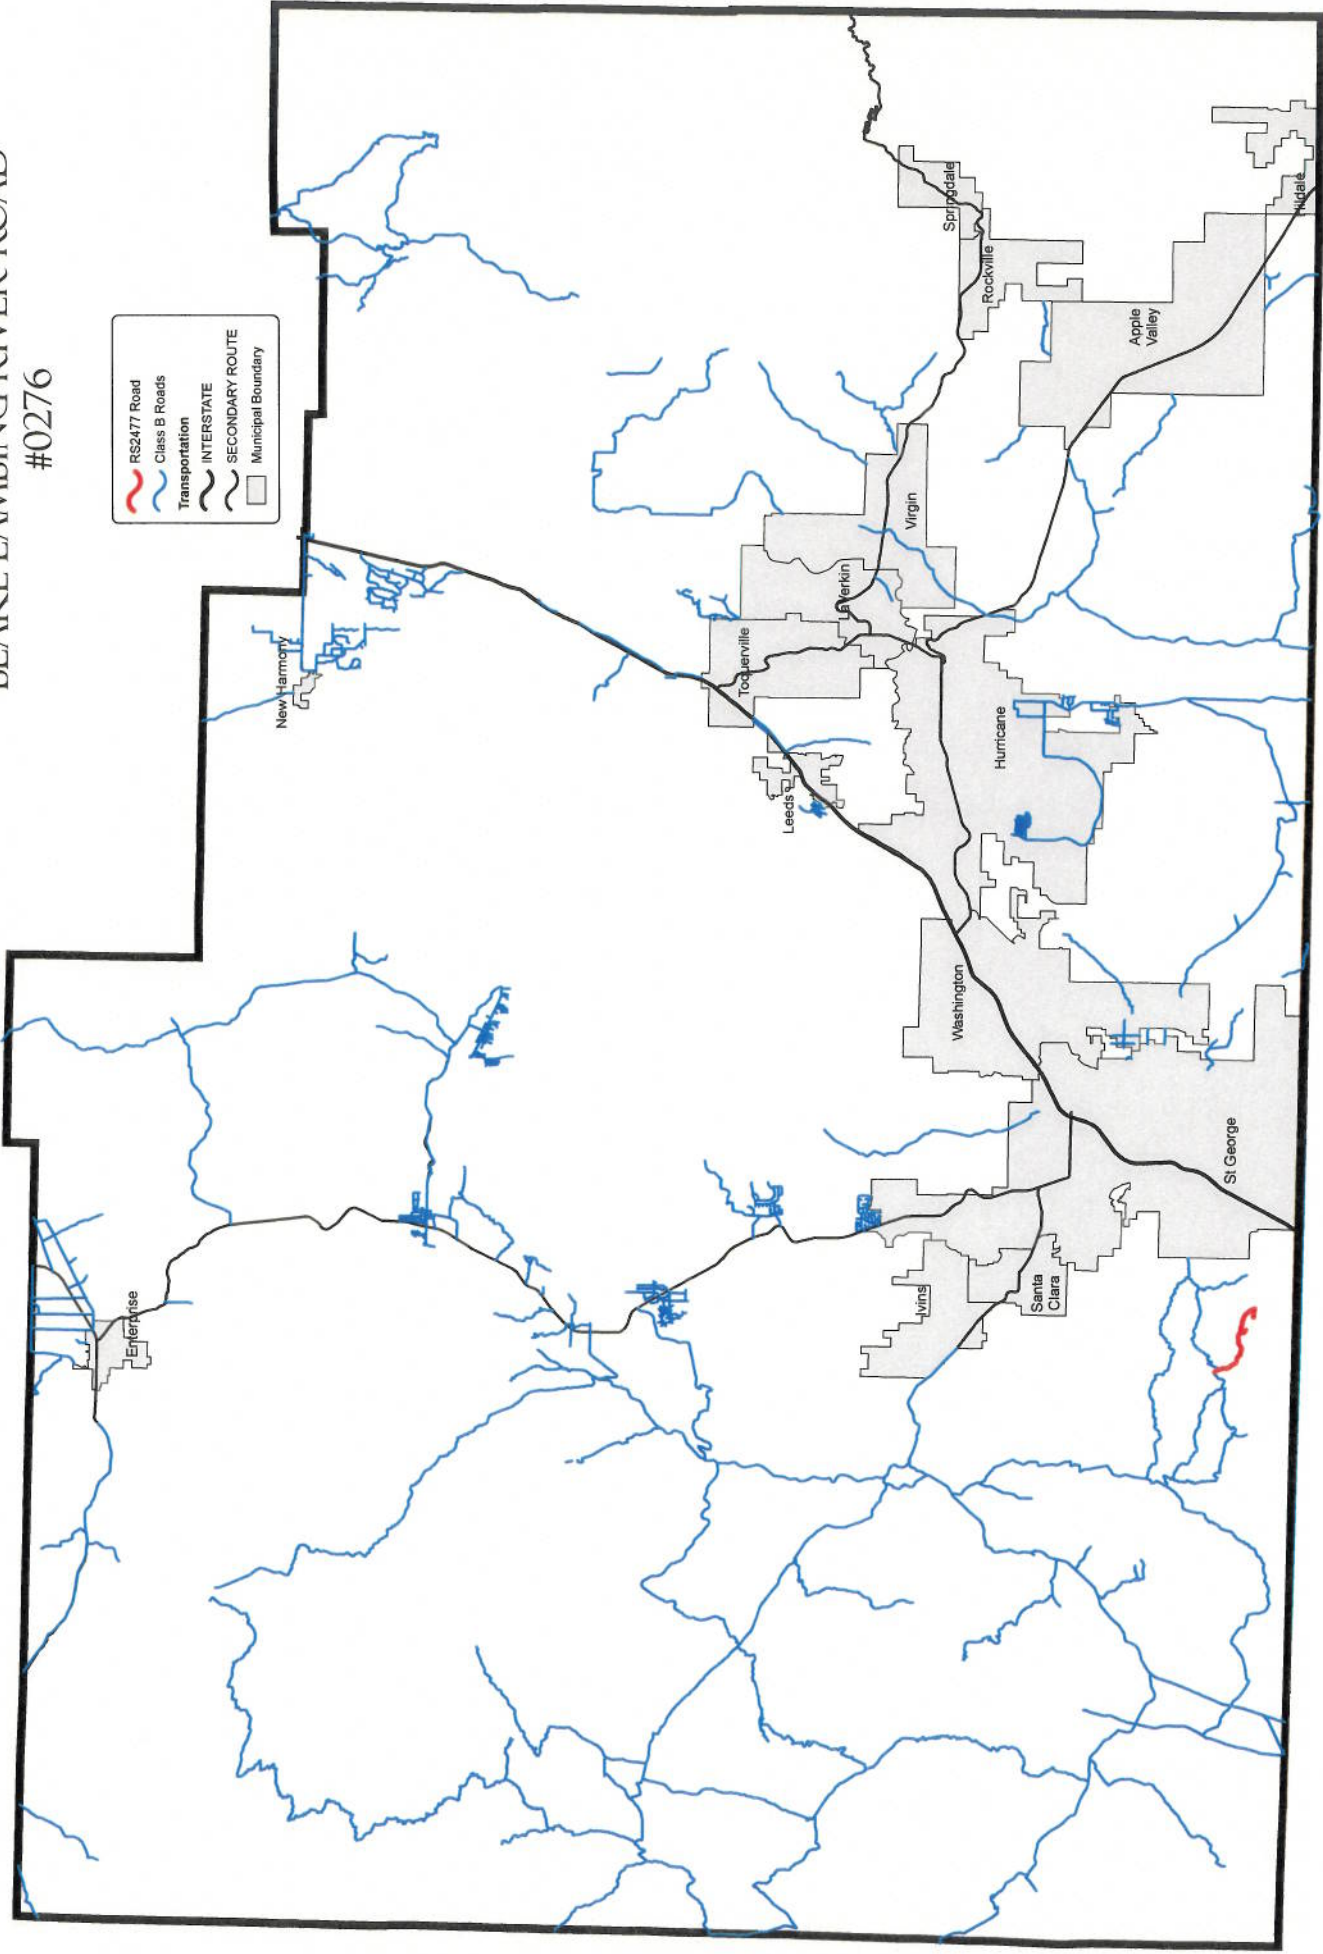 #0276
RS2477 Road
Class B Roads
Transportation
INTERSTATE
SECONDARY ROUTE
Municipal Boundary
New Harmony
Enterprise
Springdale
Rockville
Hildale
Apple
Valley
Virgin
LaVerkin
Toquerville
Leeds
Hurricane
Washington
St George
Ivins
Santa
Clara